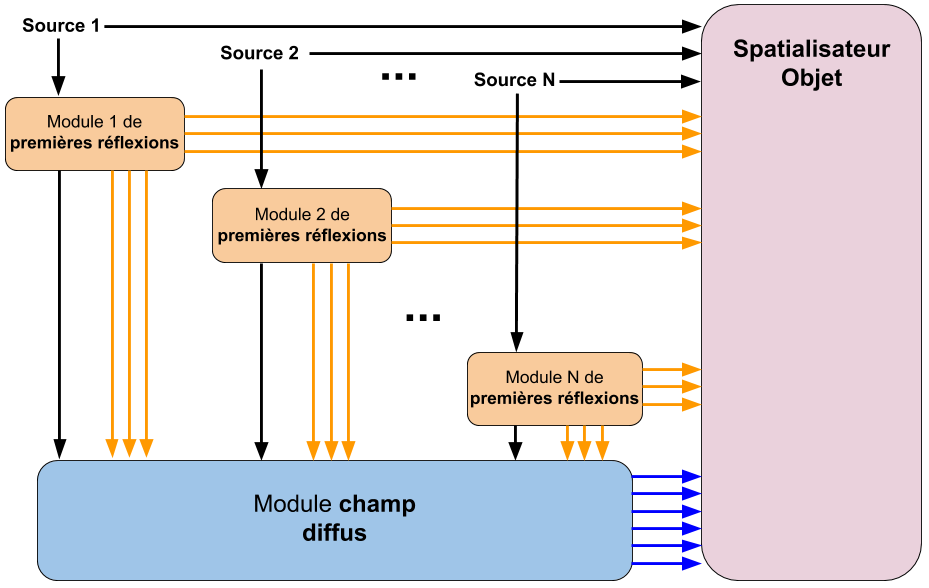 Source 1
Source 2
...
Source N
Spatialisateur
Objet
Module 1 de
premières réflexions
Module 2 de
premières réflexions
...
Module N de
premières réflexions
Module champ
diffus